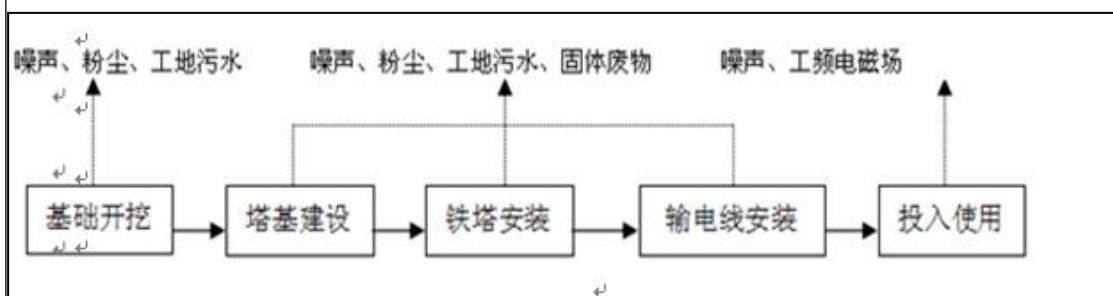 噪声、粉尘、工地污水 噪声、粉尘、工地污水、固体废物 噪声、工频电磁场
基础开挖 塔基建设 铁塔安装 输电线安装 投入使用